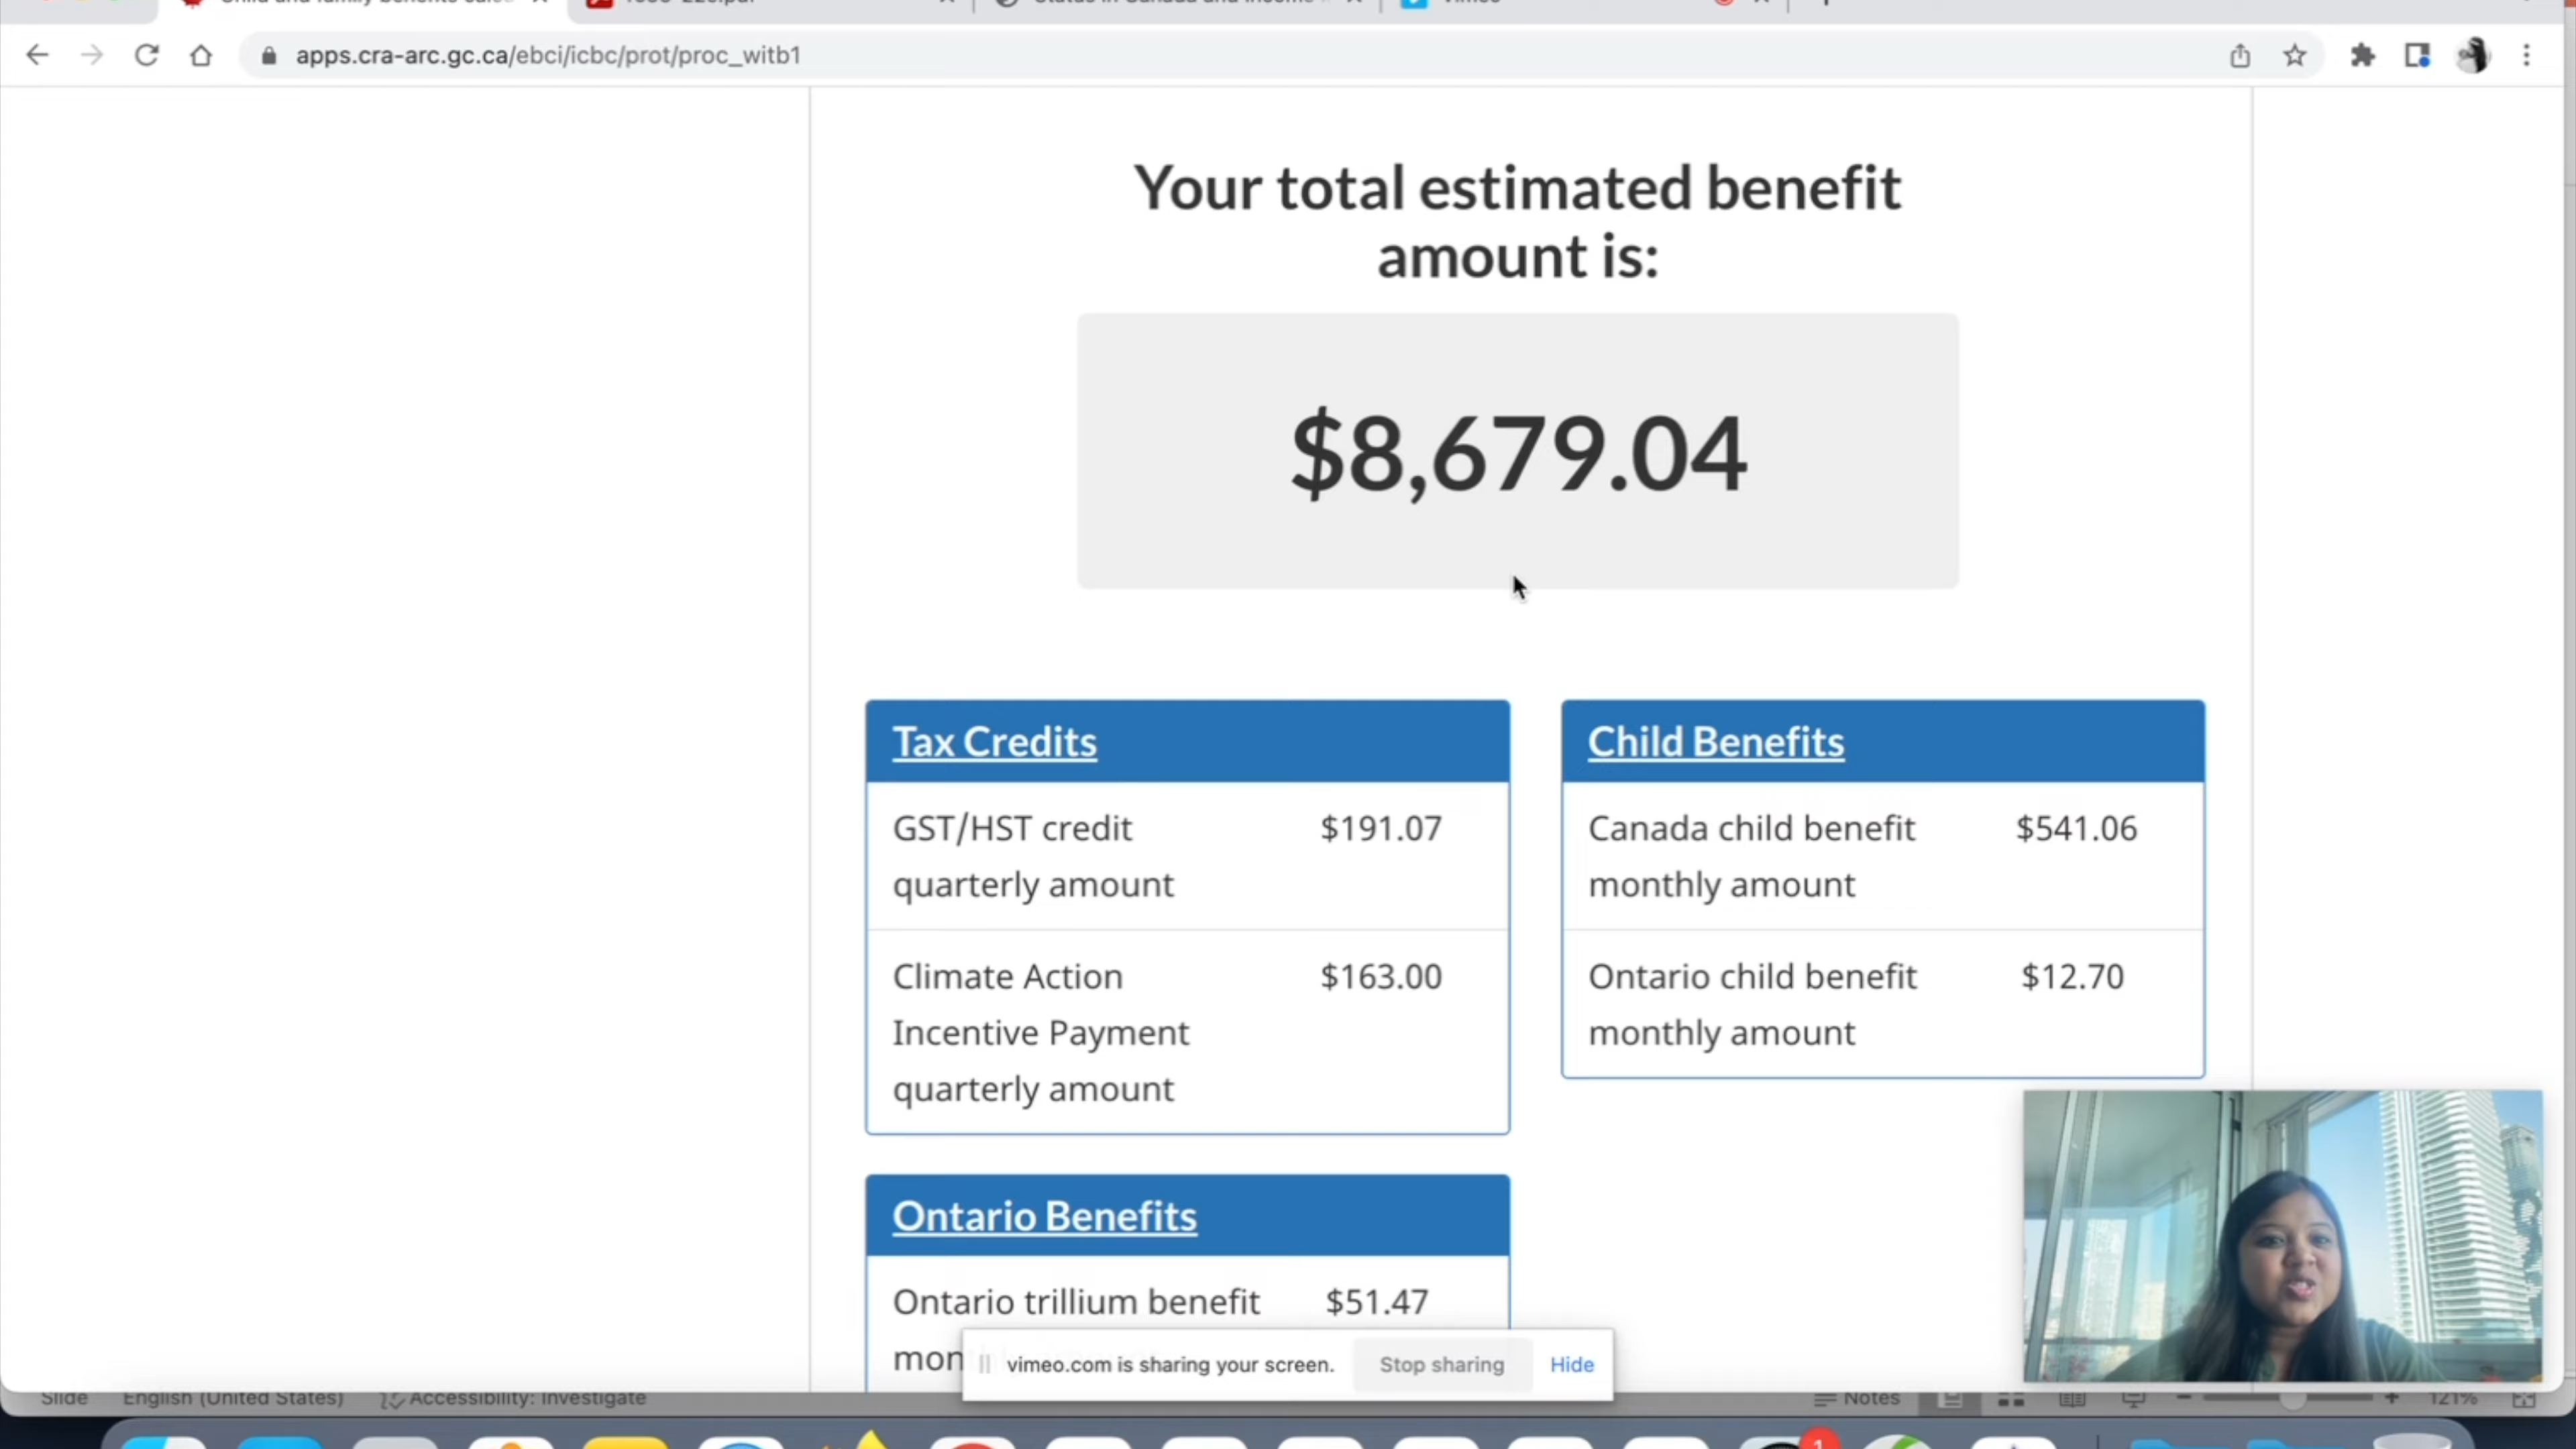 apps.cra-arc.gc.ca/ebci/icbc/prot/proc_witb1
Your total estimated benefit
amount is:
$8,679.04
Tax Credits
GST/HST credit $191.07
quarterly amount
Climate Action $163.00
Incentive Payment
quarterly amount
Child Benefits
Canada child benefit $541.06
monthly amount
Ontario child benefit $12.70
monthly amount
Ontario Benefits
Ontario trillium benefit $51.47
vimeo.com is sharing your screen. Stop sharing Hide
Slide English (United States) Accessibility: Investigate Notes 121%
1